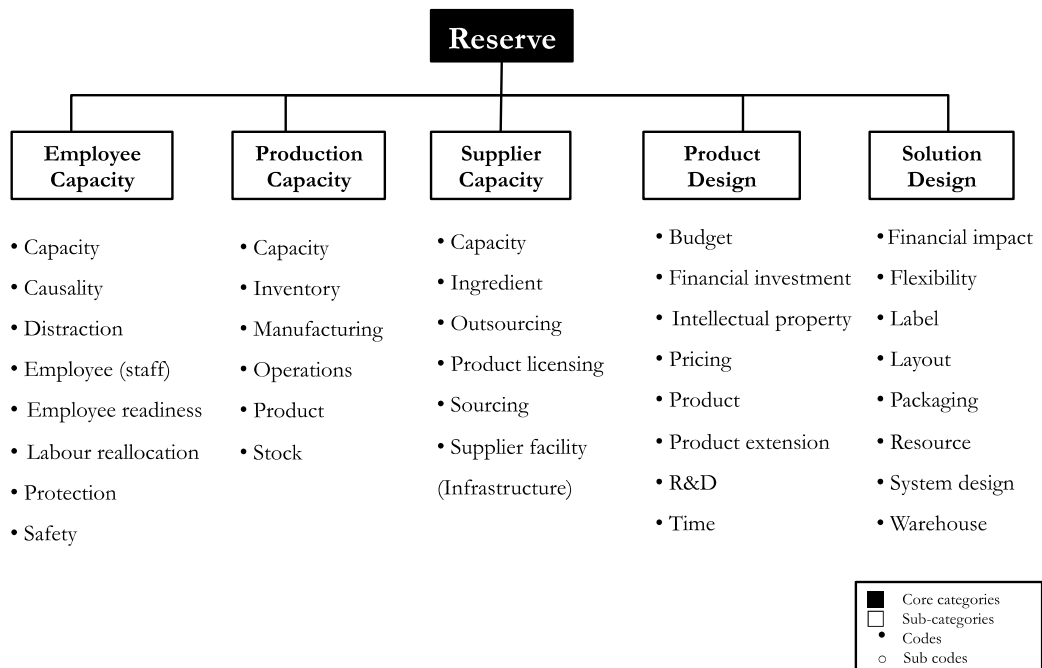 Reserve
Employee
Capacity
Production
Capacity
Supplier
Capacity
Product
Design
Solution
Design
• Capacity
• Causality
• Distraction
• Employee (staff)
• Employee readiness
• Labour reallocation
• Protection
• Safety
• Capacity
• Inventory
• Manufacturing
• Operations
• Product
• Stock
• Capacity
• Ingredient
• Outsourcing
• Product licensing
• Sourcing
• Supplier facility
(Infrastructure)
• Budget
• Financial investment
• Intellectual property
• Pricing
• Product
• Product extension
• R&D
• Time
• Financial impact
• Flexibility
• Label
• Layout
• Packaging
• Resource
• System design
• Warehouse
Core categories
Sub-categories
• Codes
○ Sub codes